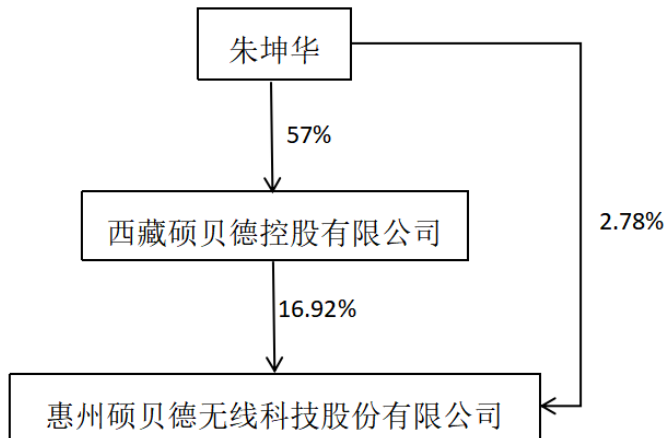 朱坤华
57%
西藏硕贝德控股有限公司
2.78%
16.92%
惠州硕贝德无线科技股份有限公司